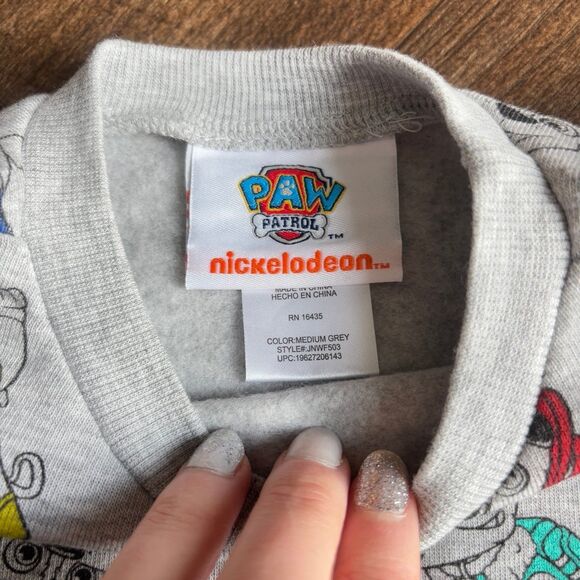 PAW
PATROL
TM
nickelodeon TM
MADE IN CHINA
HECHO EN CHINA
RN 16435
COLOR:MEDIUM GREY
STYLE#:JNWF503
UPC:19627206143